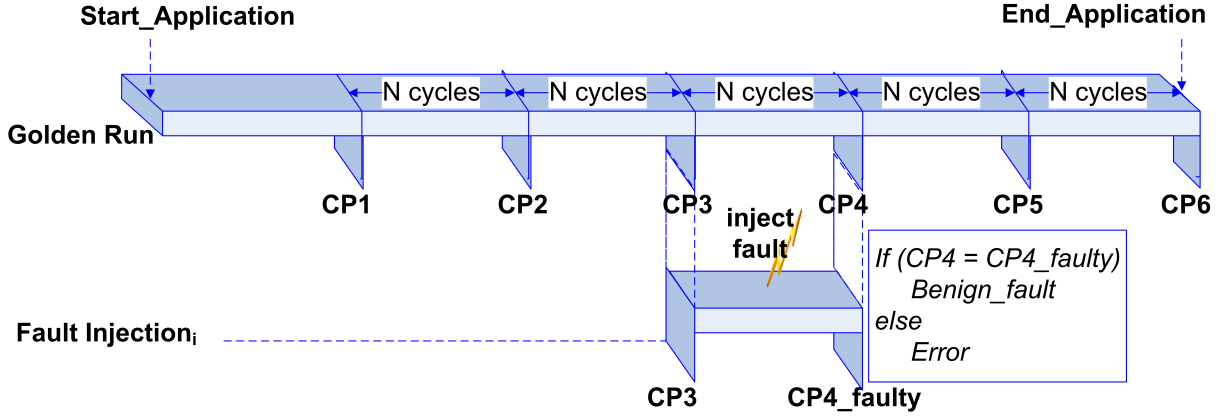 Start_Application
End_Application
N cycles
N cycles
N cycles
N cycles
N cycles
Golden Run
CP1
CP2
CP3
CP4
CP5
CP6
inject
fault
If (CP4 = CP4_faulty)
Benign_fault
else
Error
Fault Injectioni
CP3
CP4_faulty